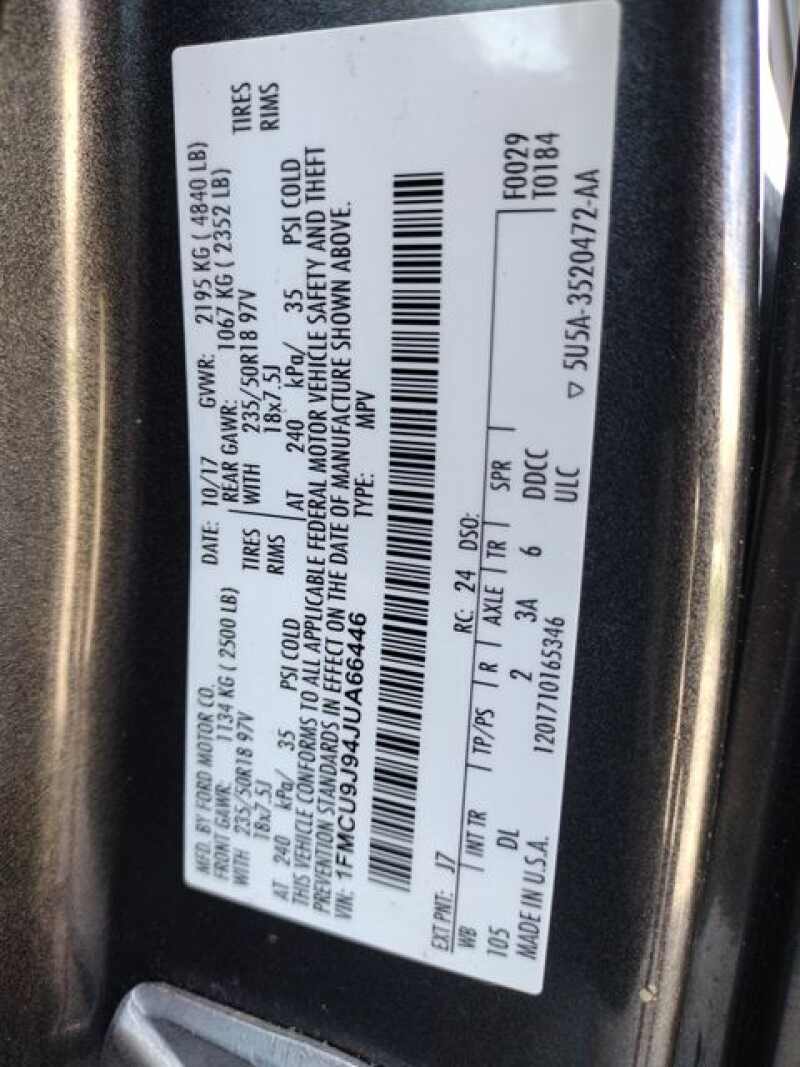 MFD. BY FORD MOTOR CO. DATE: 10/17 GVWR: 2195 KG ( 4840 LB)
FRONT GAWR: 1134 KG ( 2500 LB) REAR GAWR: 1067 KG ( 2352 LB)
WITH 235/50R18 97V TIRES WITH 235/50R18 97V TIRES
18x7.5J RIMS 18x7.5J RIMS
AT 240 kPa/ 35 PSI COLD AT 240 kPa/ 35 PSI COLD
THIS VEHICLE CONFORMS TO ALL APPLICABLE FEDERAL MOTOR VEHICLE SAFETY AND THEFT
PREVENTION STANDARDS IN EFFECT ON THE DATE OF MANUFACTURE SHOWN ABOVE.
VIN: 1FMCU9J94JUA66446 TYPE: MPV
EXT PNT: J7 RC: 24 DSO:
WB INT TR TP/PS R AXLE TR SPR F0029
105 DL 2 3A 6 DDCC T0184
MADE IN U.S.A. 1201710165346 ULC
▽ 5U5A-3520472-AA